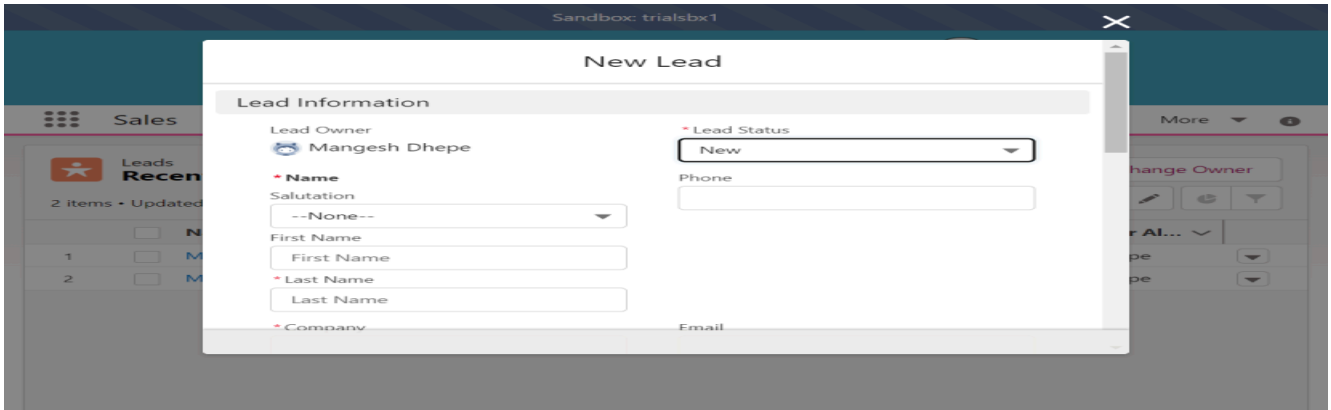 Sandbox: trialsbx1
New Lead
Lead Information
Sales
More
Lead Owner
Mangesh Dhepe
* Lead Status
New
Leads
Recen
hange Owner
* Name
Phone
Salutation
--None--
2 items • Updated
First Name
First Name
N
r Al...
* Last Name
Last Name
1 M
pe
2 M
pe
* Company
Email